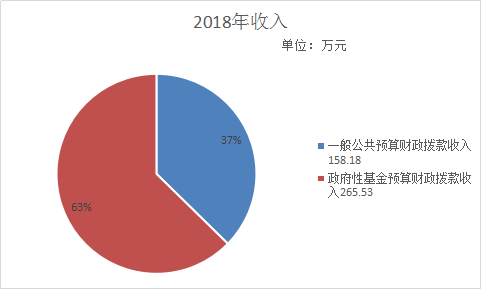 2018年收入
单位：万元
37%
63%
一般公共预算财政拨款收入
158.18
政府性基金预算财政拨款收
入265.53